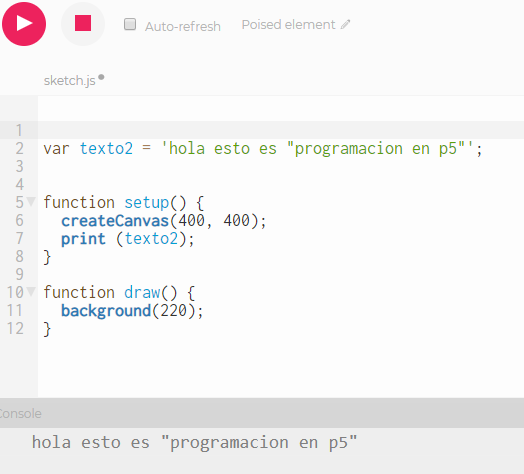 Auto-refresh Poised element
sketch.js
1
2 var texto2 = 'hola esto es "programacion en p5"';
3
4
5 function setup() {
6 createCanvas(400, 400);
7 print (texto2);
8 }
9
10 function draw() {
11 background(220);
12 }
Console
hola esto es "programacion en p5"